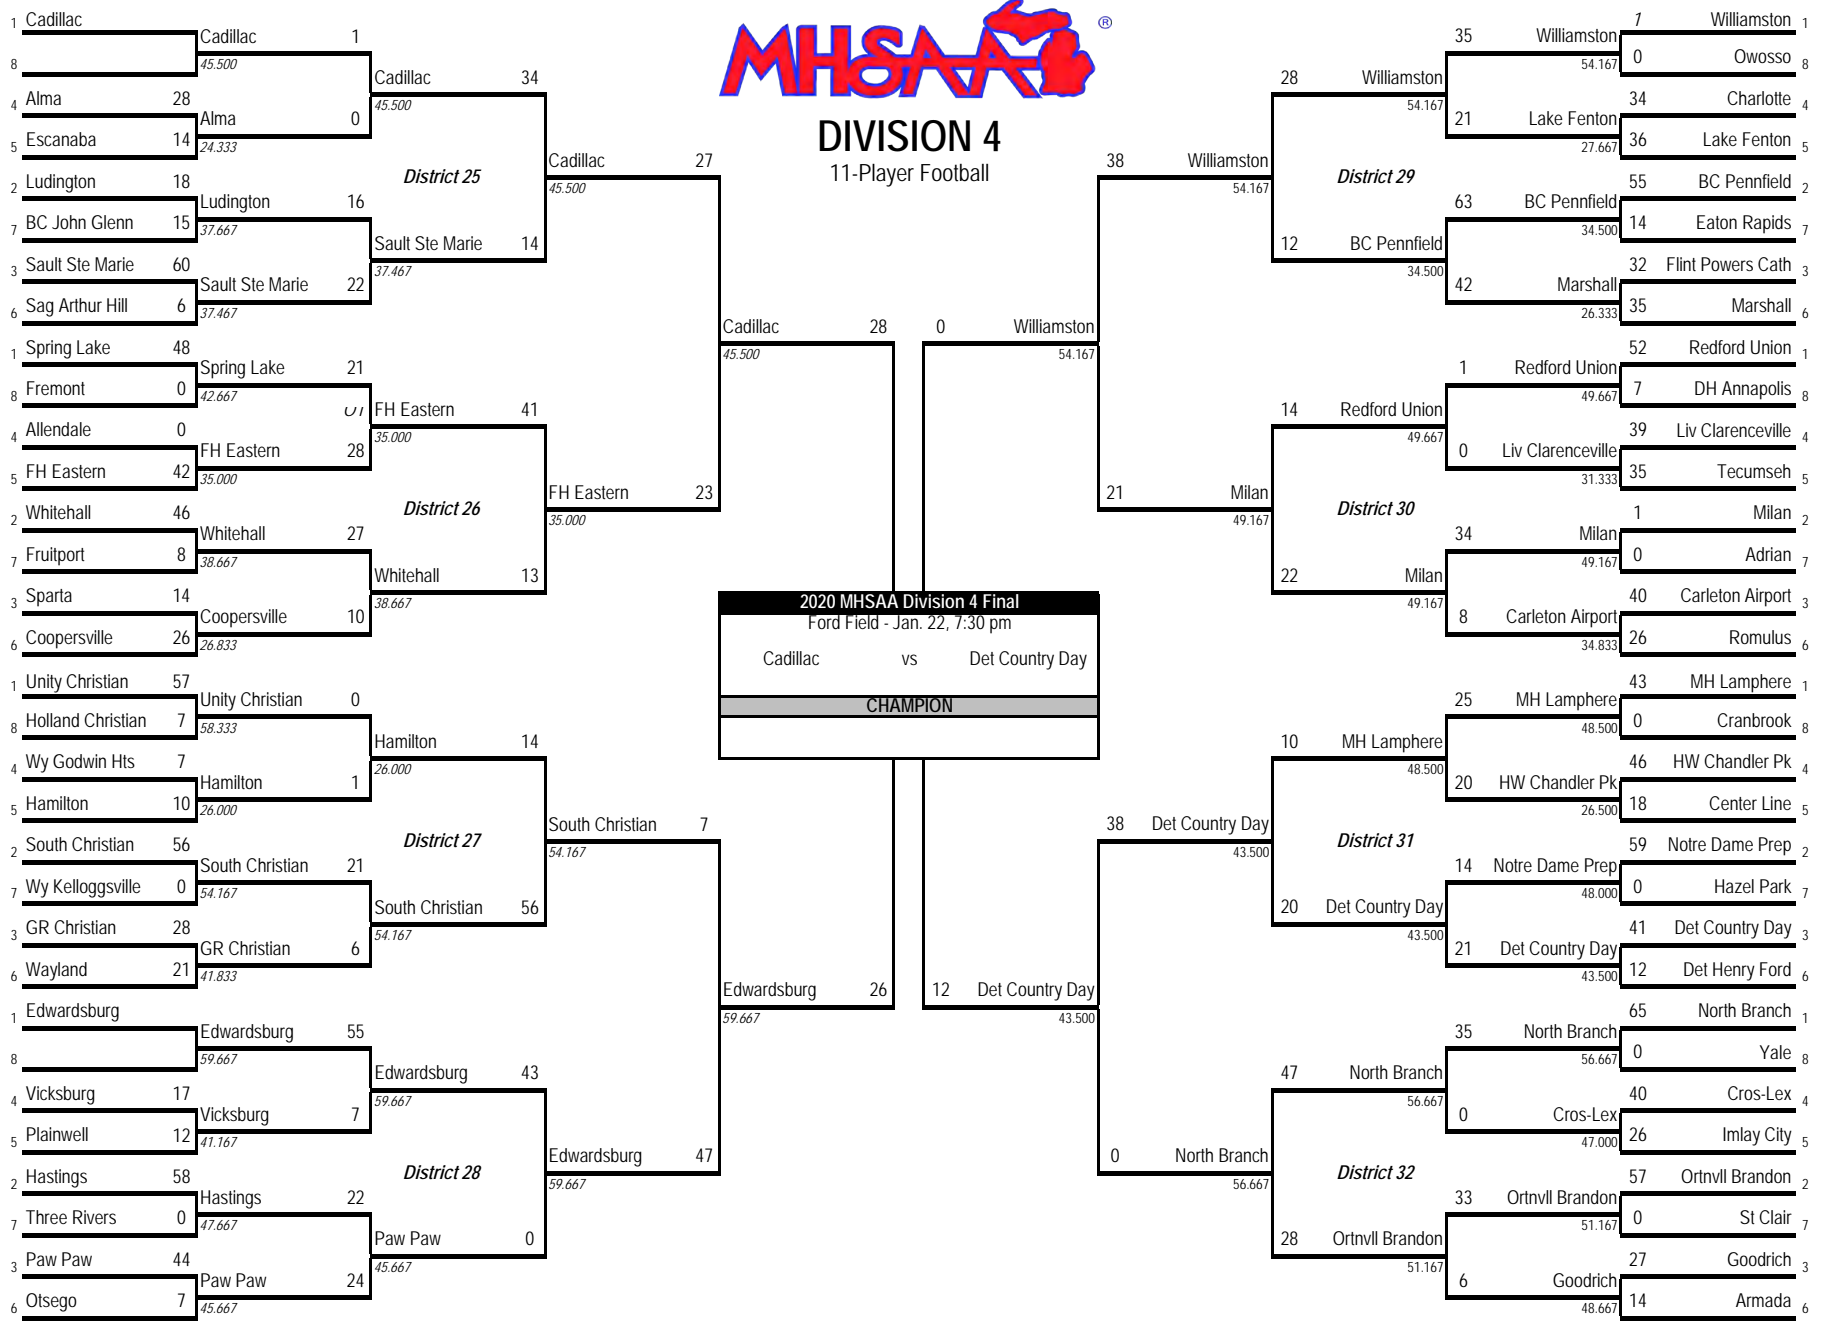 MHSAA ®
DIVISION 4
11-Player Football
1 Cadillac
8
Cadillac 1
45.500
4 Alma 28
5 Escanaba 14
Alma 0
24.333
Cadillac 34
45.500
2 Ludington 18
7 BC John Glenn 15
Ludington 16
37.667
3 Sault Ste Marie 60
6 Sag Arthur Hill 6
Sault Ste Marie 22
37.467
Sault Ste Marie 14
37.467
District 25
Cadillac 27
45.500
1 Spring Lake 48
8 Fremont 0
Spring Lake 21
42.667
4 Allendale 0
5 FH Eastern 42
FH Eastern 28
35.000
FH Eastern 41
35.000
2 Whitehall 46
7 Fruitport 8
Whitehall 27
38.667
3 Sparta 14
6 Coopersville 26
Coopersville 10
26.833
Whitehall 13
38.667
District 26
FH Eastern 23
35.000
Cadillac 28
45.500
1 Unity Christian 57
8 Holland Christian 7
Unity Christian 0
58.333
4 Wy Godwin Hts 7
5 Hamilton 10
Hamilton 1
26.000
Hamilton 14
26.000
2 South Christian 56
7 Wy Kelloggsville 0
South Christian 21
54.167
3 GR Christian 28
6 Wayland 21
GR Christian 6
41.833
South Christian 56
54.167
District 27
South Christian 7
54.167
1 Edwardsburg
8
Edwardsburg 55
59.667
4 Vicksburg 17
5 Plainwell 12
Vicksburg 7
41.167
Edwardsburg 43
59.667
2 Hastings 58
7 Three Rivers 0
Hastings 22
47.667
3 Paw Paw 44
6 Otsego 7
Paw Paw 24
45.667
Paw Paw 0
45.667
District 28
Edwardsburg 47
59.667
Edwardsburg 26
59.667
2020 MHSAA Division 4 Final
Ford Field - Jan. 22, 7:30 pm
Cadillac vs Det Country Day
CHAMPION
1 Williamston 1
0 Owosso 8
35 Williamston
54.167
34 Charlotte 4
36 Lake Fenton 5
21 Lake Fenton
27.667
28 Williamston
54.167
55 BC Pennfield 2
14 Eaton Rapids 7
63 BC Pennfield
34.500
32 Flint Powers Cath 3
35 Marshall 6
42 Marshall
26.333
12 BC Pennfield
34.500
District 29
38 Williamston
54.167
52 Redford Union 1
7 DH Annapolis 8
1 Redford Union
49.667
39 Liv Clarenceville 4
35 Tecumseh 5
0 Liv Clarenceville
31.333
14 Redford Union
49.667
1 Milan 2
0 Adrian 7
34 Milan
49.167
40 Carleton Airport 3
26 Romulus 6
8 Carleton Airport
34.833
22 Milan
49.167
District 30
21 Milan
49.167
0 Williamston
54.167
43 MH Lamphere 1
0 Cranbrook 8
25 MH Lamphere
48.500
46 HW Chandler Pk 4
18 Center Line 5
20 HW Chandler Pk
26.500
10 MH Lamphere
48.500
59 Notre Dame Prep 2
0 Hazel Park 7
14 Notre Dame Prep
48.000
41 Det Country Day 3
12 Det Henry Ford 6
21 Det Country Day
43.500
20 Det Country Day
43.500
District 31
38 Det Country Day
43.500
65 North Branch 1
0 Yale 8
35 North Branch
56.667
40 Cros-Lex 4
26 Imlay City 5
0 Cros-Lex
47.000
47 North Branch
56.667
57 Ortnvll Brandon 2
0 St Clair 7
33 Ortnvll Brandon
51.167
27 Goodrich 3
14 Armada 6
6 Goodrich
48.667
28 Ortnvll Brandon
51.167
District 32
0 North Branch
56.667
12 Det Country Day
43.500